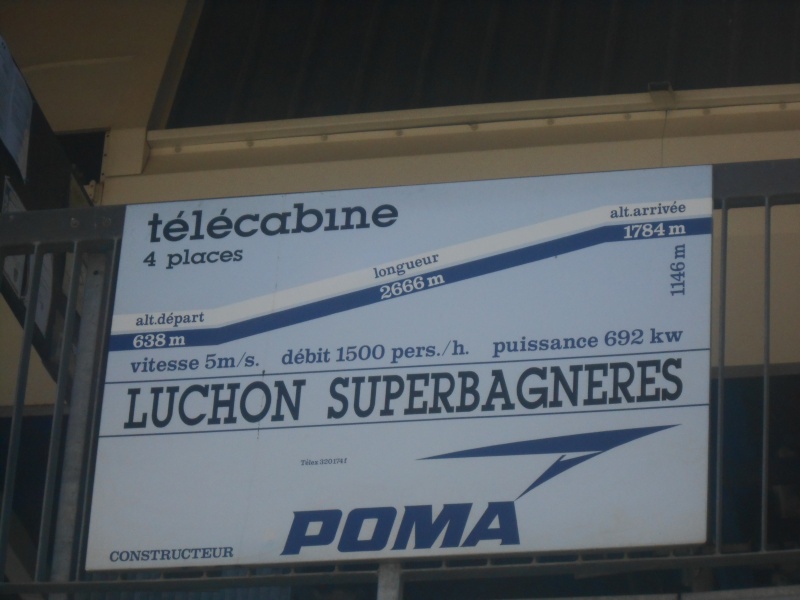 télécabine
4 places
alt.départ
638 m
longueur
2666 m
alt.arrivée
1784 m
1146 m
vitesse 5m/s. débit 1500 pers./h. puissance 692 kw
LUCHON SUPERBAGNERES
POMA
CONSTRUCTEUR